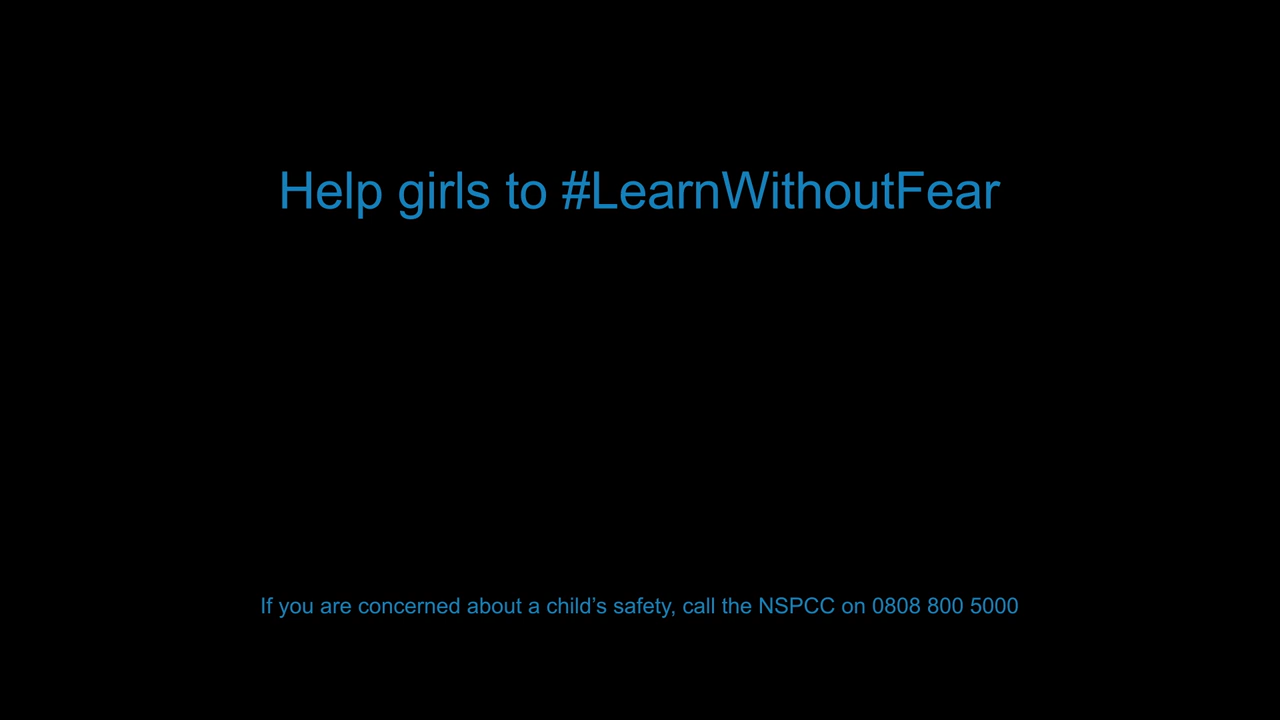 Help girls to #LearnWithoutFear
If you are concerned about a child’s safety, call the NSPCC on 0808 800 5000